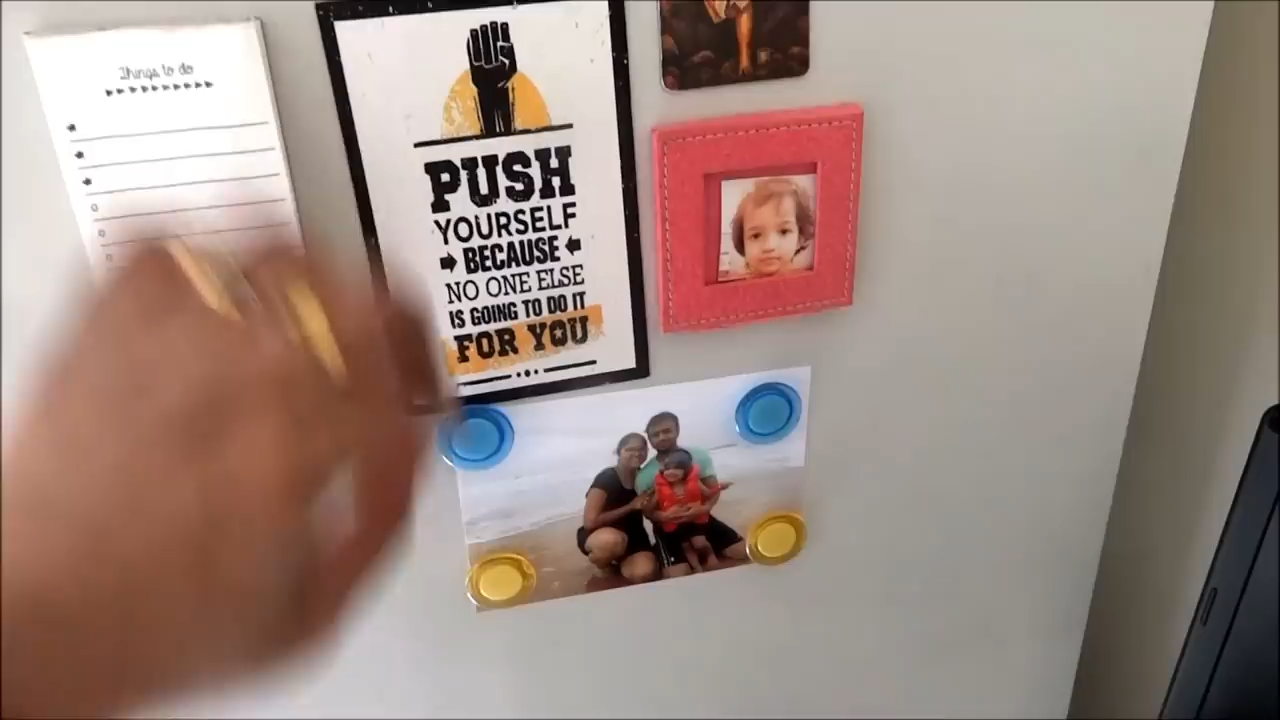 Things to do
PUSH
YOURSELF
BECAUSE
NO ONE ELSE
IS GOING TO DO IT
FOR YOU